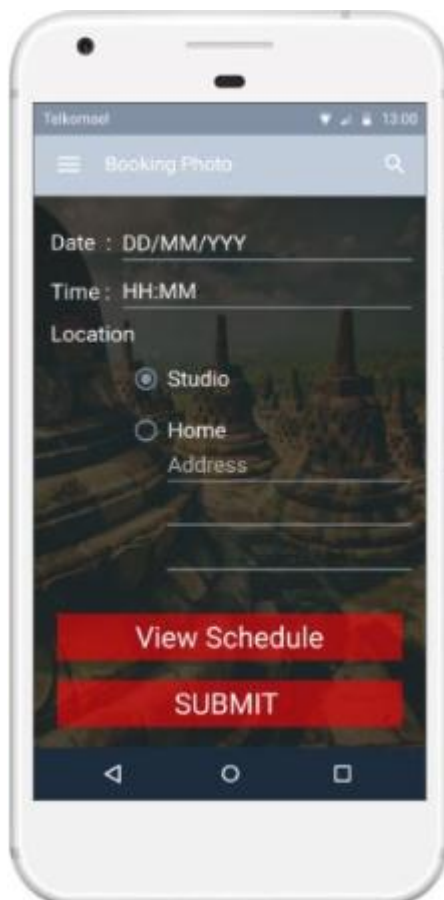 Telkomsel 13:00
Booking Photo
Date : DD/MM/YYY
Time : HH:MM
Location
Studio
Home
Address
View Schedule
SUBMIT